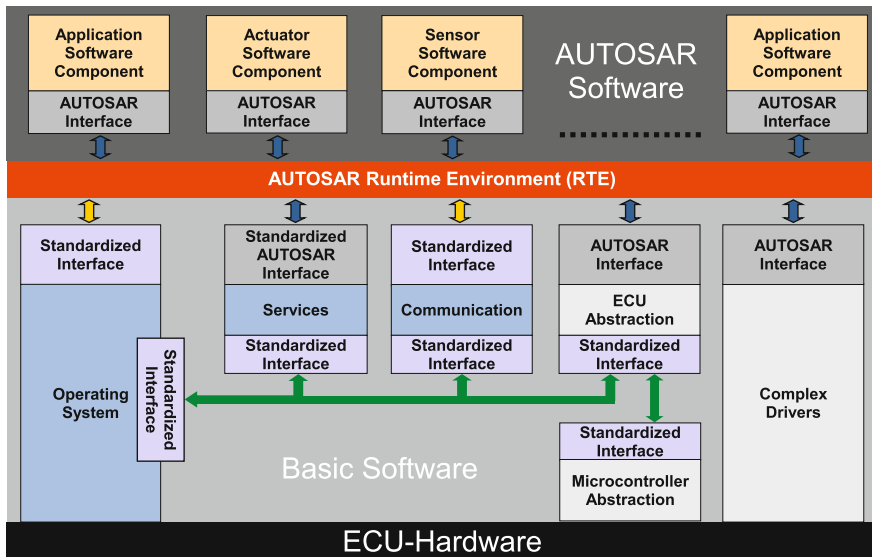 Application
Software
Component
AUTOSAR
Interface
Actuator
Software
Component
AUTOSAR
Interface
Sensor
Software
Component
AUTOSAR
Interface
AUTOSAR
Software
Application
Software
Component
AUTOSAR
Interface
AUTOSAR Runtime Environment (RTE)
Standardized
Interface
Operating
System
Standardized
Interface
Standardized
AUTOSAR
Interface
Services
Standardized
Interface
Standardized
Interface
Communication
Standardized
Interface
AUTOSAR
Interface
ECU
Abstraction
Standardized
Interface
Standardized
Interface
Microcontroller
Abstraction
AUTOSAR
Interface
Complex
Drivers
Basic Software
ECU-Hardware